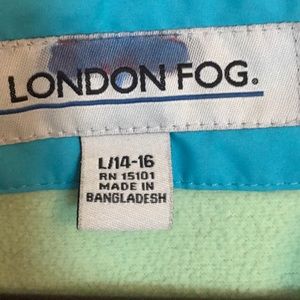 LONDON FOG.
L/14-16
RN 15101
MADE IN
BANGLADESH